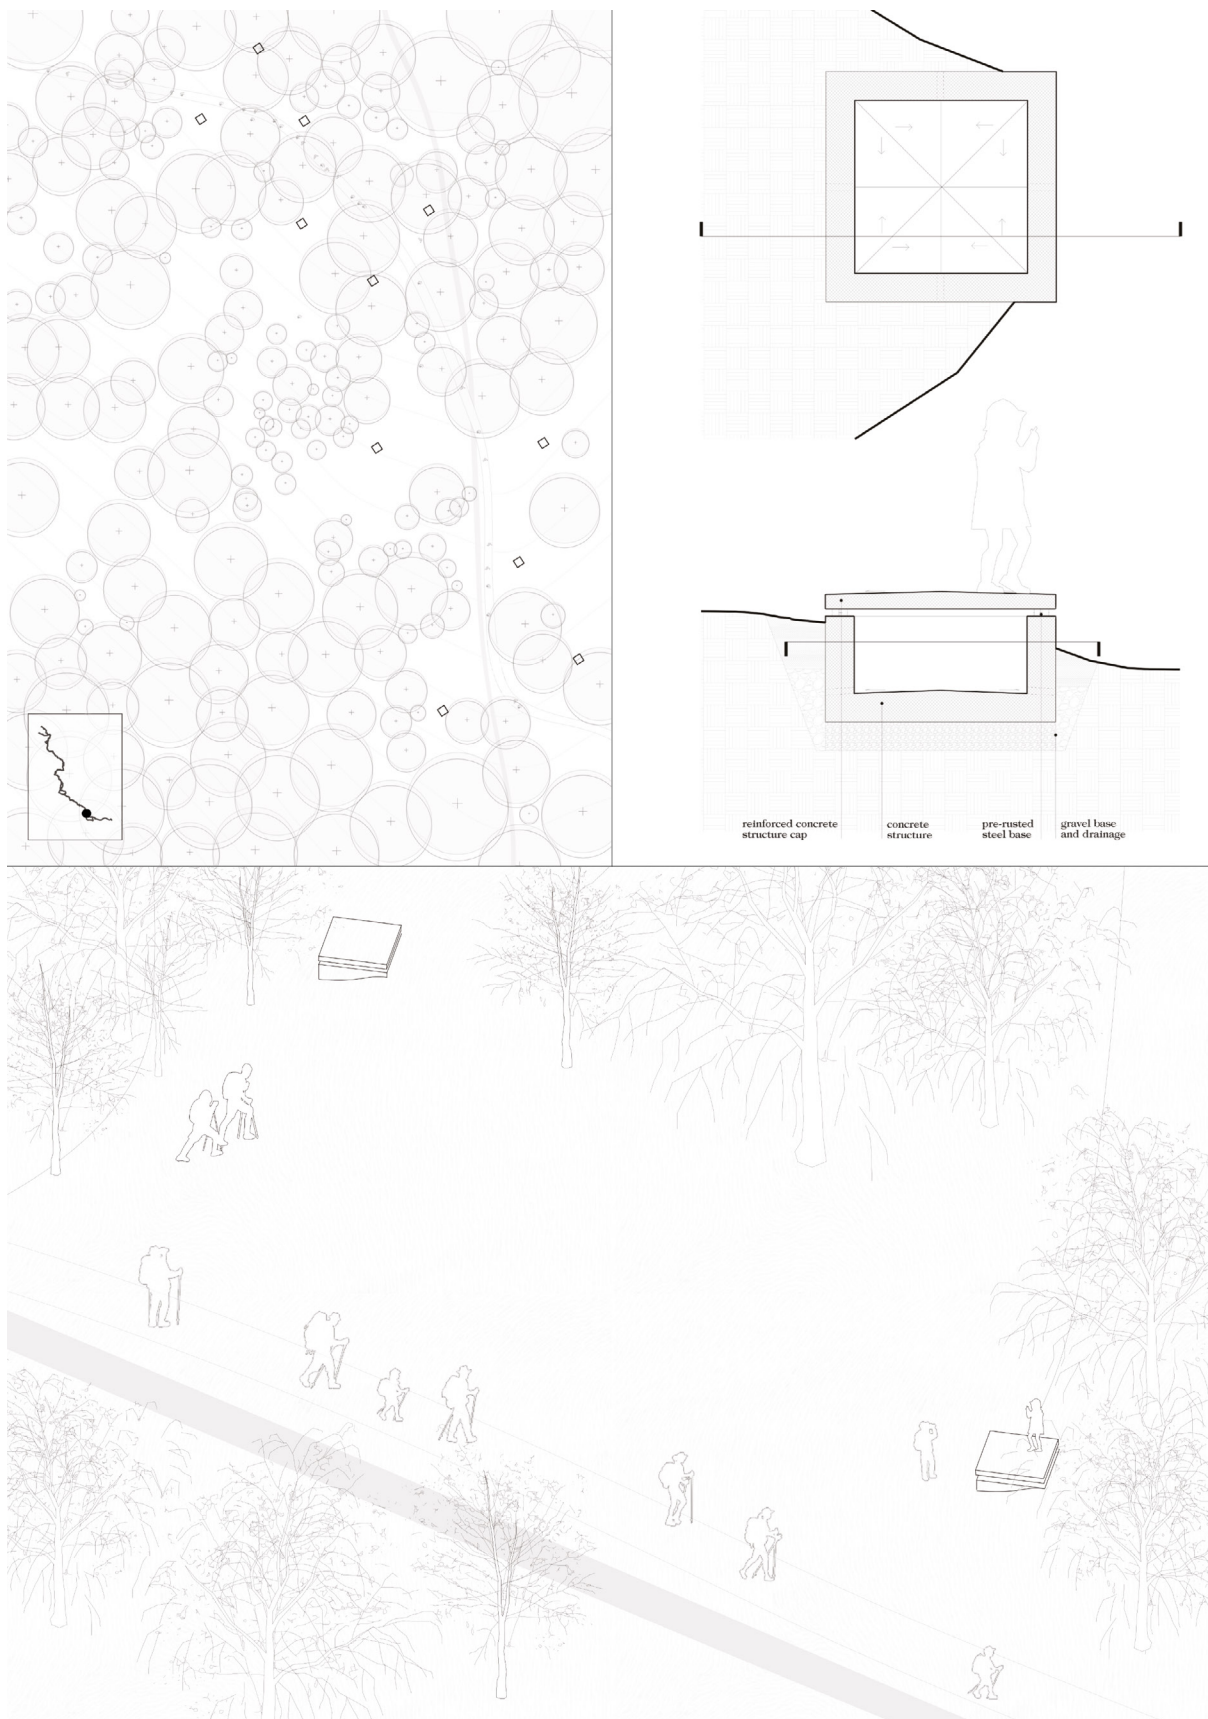 reinforced concrete
structure cap
concrete
structure
pre-rusted
steel base
gravel base
and drainage